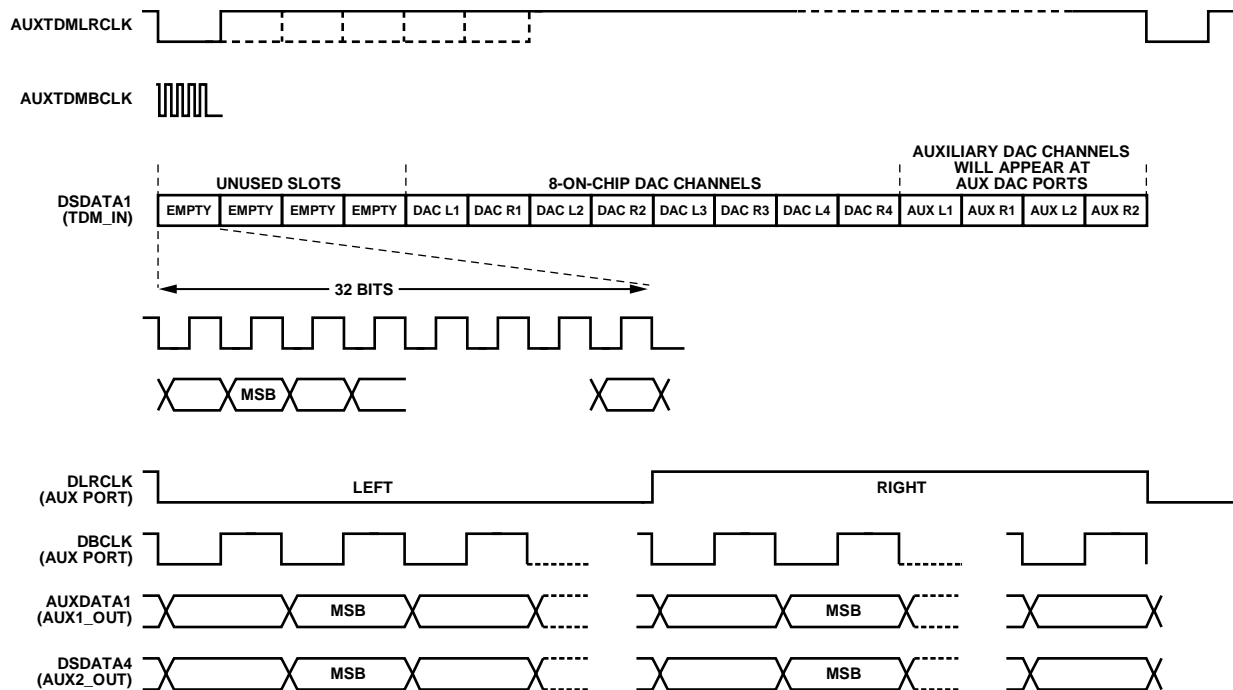 AUXTDMLRCLK
AUXTDMBCLK
AUXILIARY DAC CHANNELS
WILL APPEAR AT
AUX DAC PORTS
UNUSED SLOTS
8-ON-CHIP DAC CHANNELS
DSDATA1
(TDM_IN)
EMPTY EMPTY EMPTY EMPTY DAC L1 DAC R1 DAC L2 DAC R2 DAC L3 DAC R3 DAC L4 DAC R4 AUX L1 AUX R1 AUX L2 AUX R2
32 BITS
MSB
DLRCLK
(AUX PORT)
LEFT
RIGHT
DBCLK
(AUX PORT)
AUXDATA1
(AUX1_OUT)
MSB
MSB
DSDATA4
(AUX2_OUT)
MSB
MSB